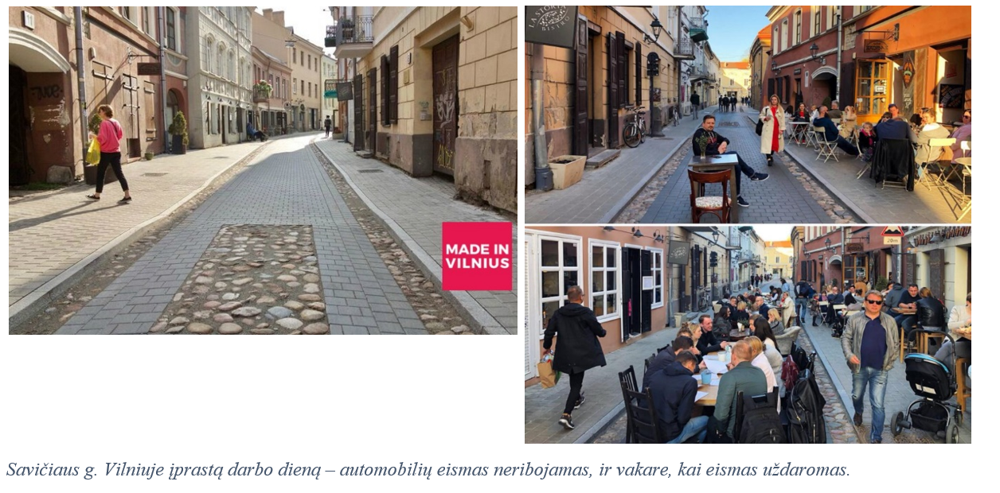 MADE IN
VILNIUS
LA STORIA
BISTRO
20m
Savičiaus g. Vilniuje įprastą darbo dieną – automobilių eismas neribojamas, ir vakare, kai eismas uždaromas.